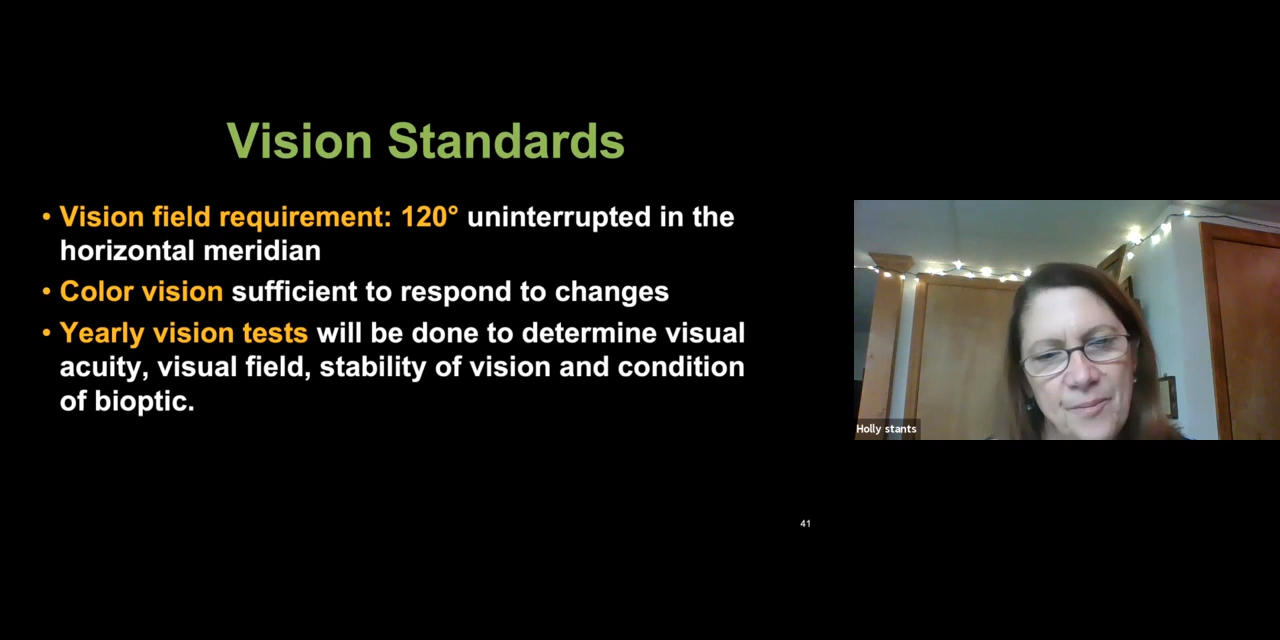 Vision Standards
• Vision field requirement: 120° uninterrupted in the
horizontal meridian
• Color vision sufficient to respond to changes
• Yearly vision tests will be done to determine visual
acuity, visual field, stability of vision and condition
of bioptic.
Holly stants
41